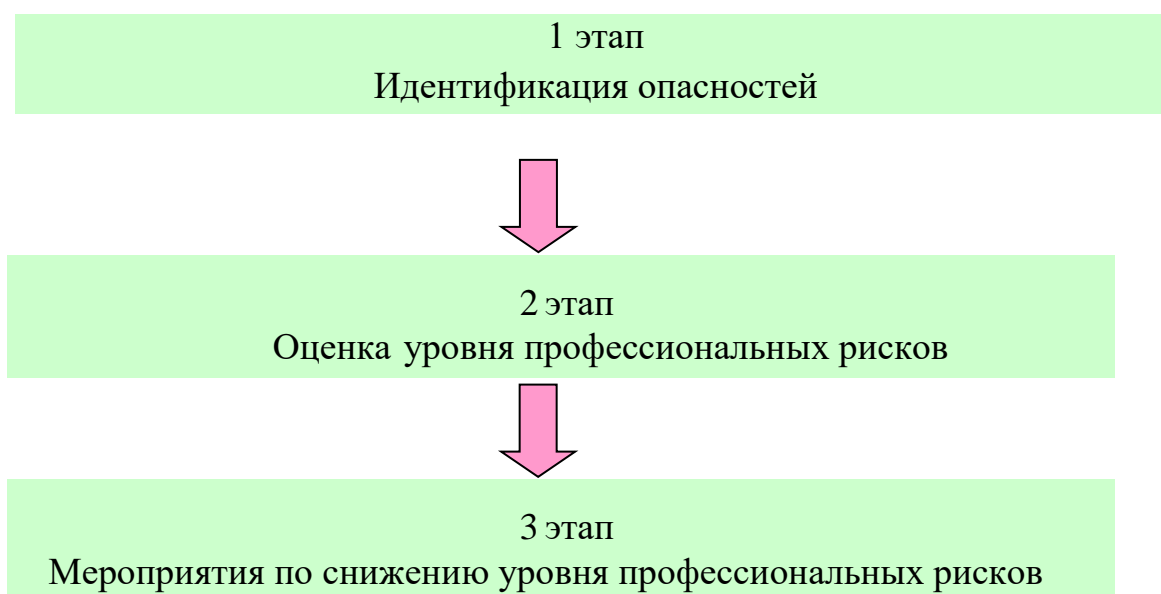 1 этап
Идентификация опасностей
2 этап
Оценка уровня профессиональных рисков
3 этап
Мероприятия по снижению уровня профессиональных рисков